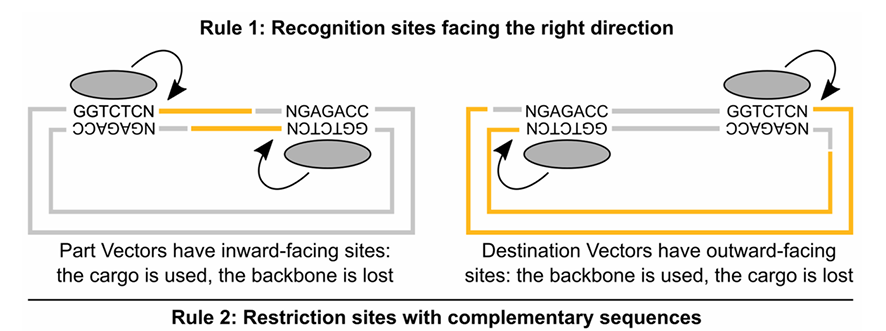 Rule 1: Recognition sites facing the right direction
GGTCTCN
NGAGACC
NGAGACC
GGTCTCN
NGAGACC
GGTCTCN
GGTCTCN
NGAGACC
Part Vectors have inward-facing sites:
the cargo is used, the backbone is lost
Destination Vectors have outward-facing
sites: the backbone is used, the cargo is lost
Rule 2: Restriction sites with complementary sequences